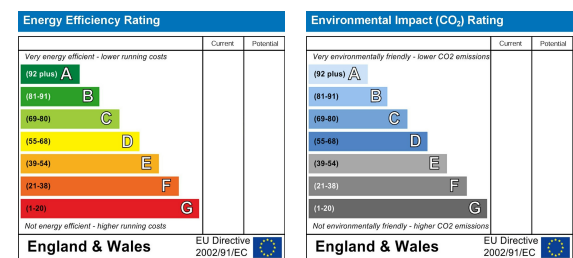 Energy Efficiency Rating
Current Potential
Very energy efficient - lower running costs
(92 plus) A
(81-91) B
(69-80) C
(55-68) D
(39-54) E
(21-38) F
(1-20) G
Not energy efficient - higher running costs
England & Wales
EU Directive
2002/91/EC
Environmental Impact (CO2) Rating
Current Potential
Very environmentally friendly - lower CO2 emissions
(92 plus) A
(81-91) B
(69-80) C
(55-68) D
(39-54) E
(21-38) F
(1-20) G
Not environmentally friendly - higher CO2 emissions
England & Wales
EU Directive
2002/91/EC